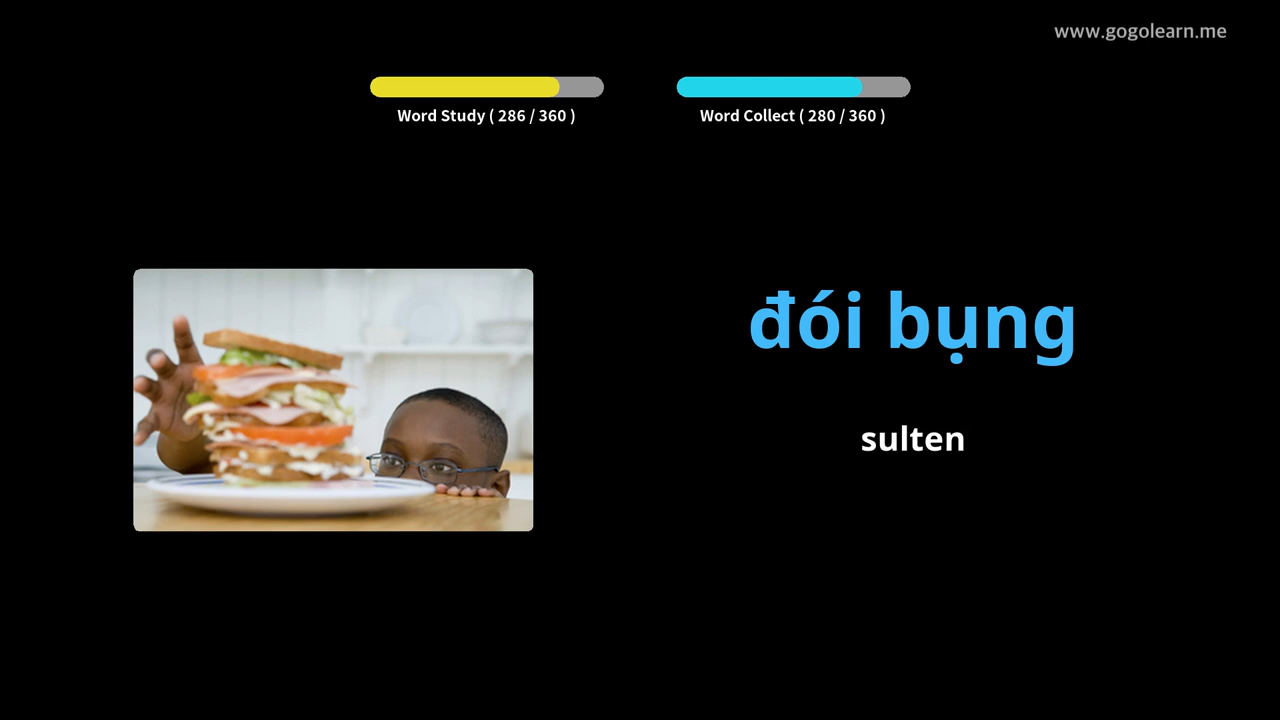 www.gogolearn.me
Word Study ( 286 / 360 )
Word Collect ( 280 / 360 )
đói bụng
sulten